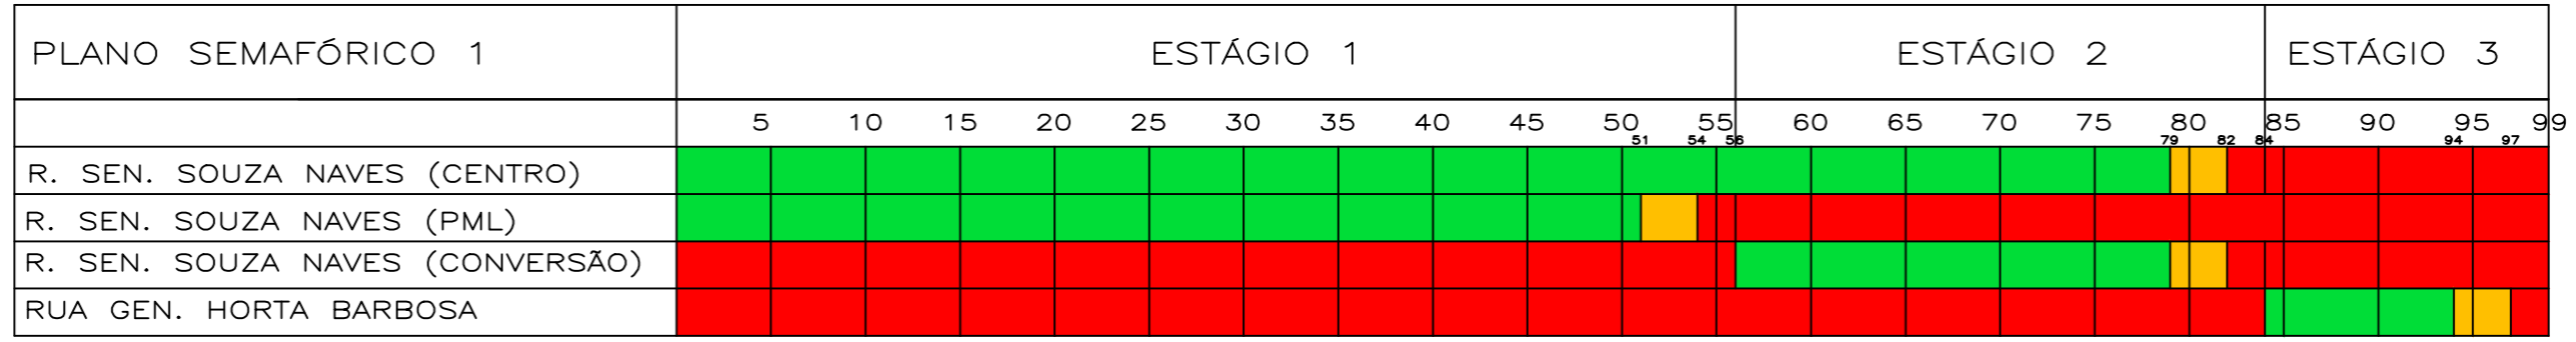 PLANO SEMAFÓRICO 1 ESTÁGIO 1 ESTÁGIO 2 ESTÁGIO 3
5 10 15 20 25 30 35 40 45 50 55 60 65 70 75 80 85 90 95 99
51 54 56 79 82 84 94 97
R. SEN. SOUZA NAVES (CENTRO)
R. SEN. SOUZA NAVES (PML)
R. SEN. SOUZA NAVES (CONVERSÃO)
RUA GEN. HORTA BARBOSA